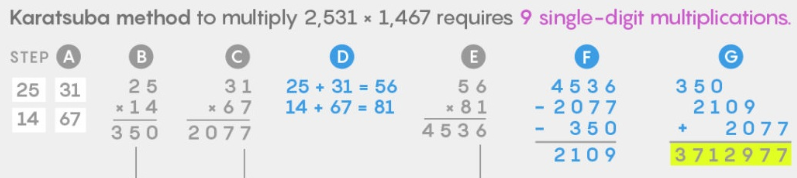 Karatsuba method to multiply 2,531 × 1,467 requires 9 single-digit multiplications.
STEP A B C D E F G
25 31 25 31 25 + 31 = 56 56 4536 350
14 67 ×14 ×67 14 + 67 = 81 ×81 - 2077 2109
350 2077 4536 - 350 + 2077
2109 3712977